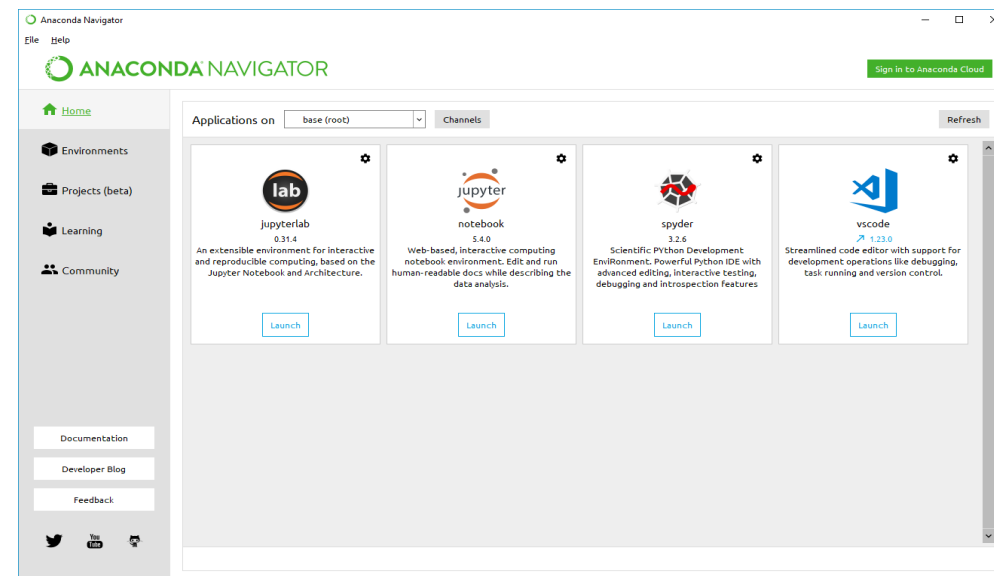 Anaconda Navigator
File Help
ANACONDA NAVIGATOR
Sign in to Anaconda Cloud
Home
Environments
Projects (beta)
Learning
Community
Documentation
Developer Blog
Feedback
You
Tube
Applications on base (root) Channels Refresh
lab
jupyterlab
0.31.4
An extensible environment for interactive
and reproducible computing, based on the
Jupyter Notebook and Architecture.
Launch
jupyter
notebook
5.4.0
Web-based, interactive computing
notebook environment. Edit and run
human-readable docs while describing the
data analysis.
Launch
spyder
3.2.6
Scientific PYthon Development
EnviRonment. Powerful Python IDE with
advanced editing, interactive testing,
debugging and introspection features
Launch
vscode
1.23.0
Streamlined code editor with support for
development operations like debugging,
task running and version control.
Launch